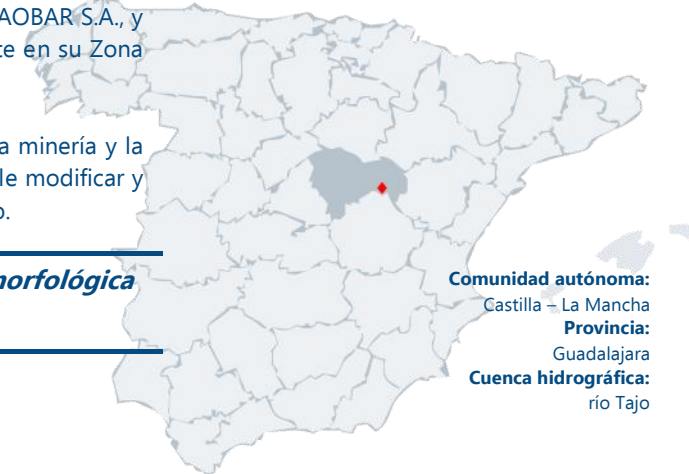 AOBAR S.A., y
te en su Zona
a minería y la
le modificar y
o.
morfológica
Comunidad autónoma:
Castilla – La Mancha
Provincia:
Guadalajara
Cuenca hidrográfica:
río Tajo